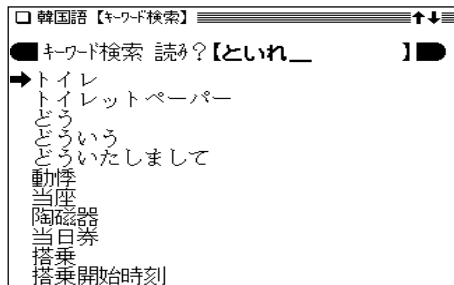 韓国語【キーワード検索】
キーワード検索 読み?【といれ_ 】
トイレ
トイレットペーパー
どう
どういう
どういたしまして
動悸
当座
陶磁器
当日券
搭乗
搭乗開始時刻